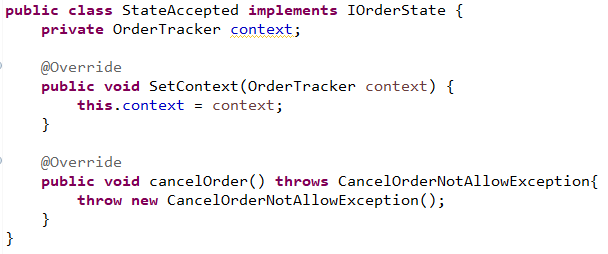 public class StateAccepted implements IOrderState {
    private OrderTracker context;
    @Override
    public void SetContext(OrderTracker context) {
        this.context = context;
    }
    @Override
    public void cancelOrder() throws CancelOrderNotAllowException{
        throw new CancelOrderNotAllowException();
    }
}